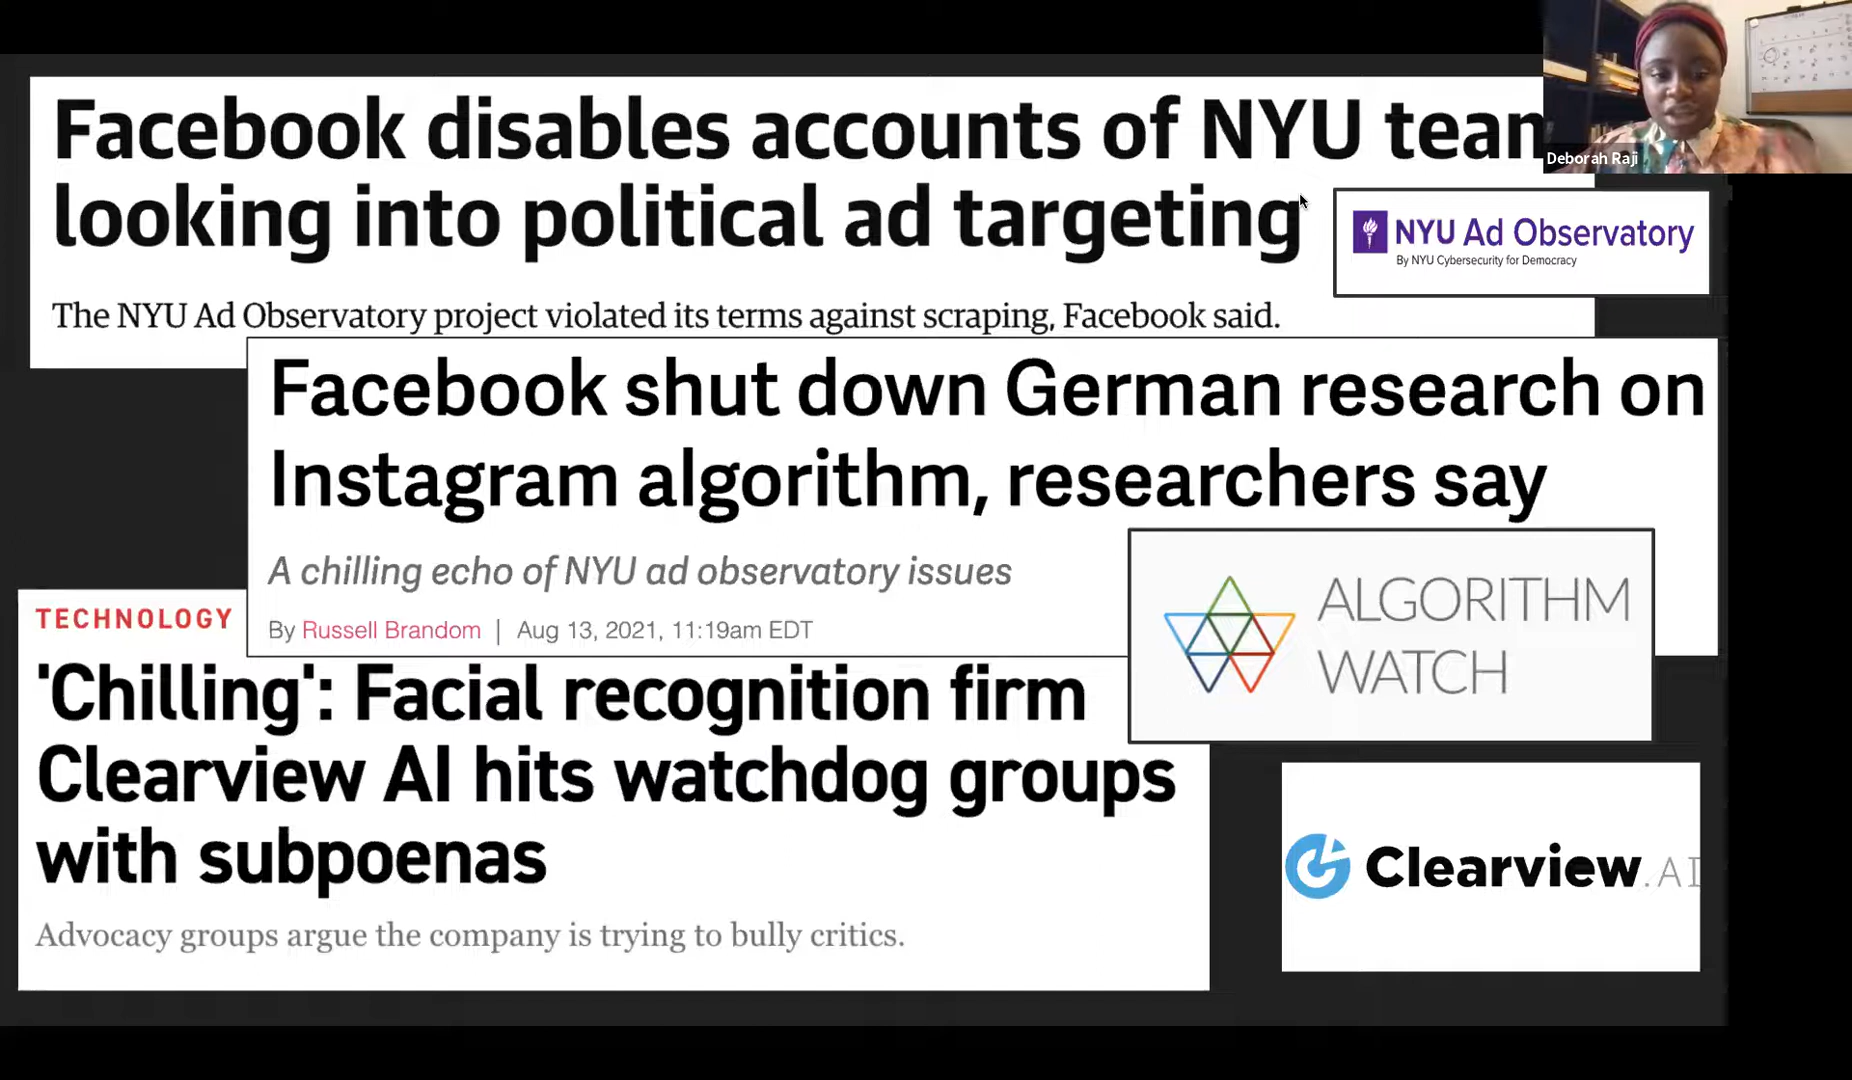 Facebook disables accounts of NYU team
looking into political ad targeting
The NYU Ad Observatory project violated its terms against scraping, Facebook said.
Deborah Raji
NYU Ad Observatory
By NYU Cybersecurity for Democracy
Facebook shut down German research on
Instagram algorithm, researchers say
A chilling echo of NYU ad observatory issues
By Russell Brandom | Aug 13, 2021, 11:19am EDT
ALGORITHM
WATCH
TECHNOLOGY
'Chilling': Facial recognition firm
Clearview AI hits watchdog groups
with subpoenas
Advocacy groups argue the company is trying to bully critics.
Clearview.AI